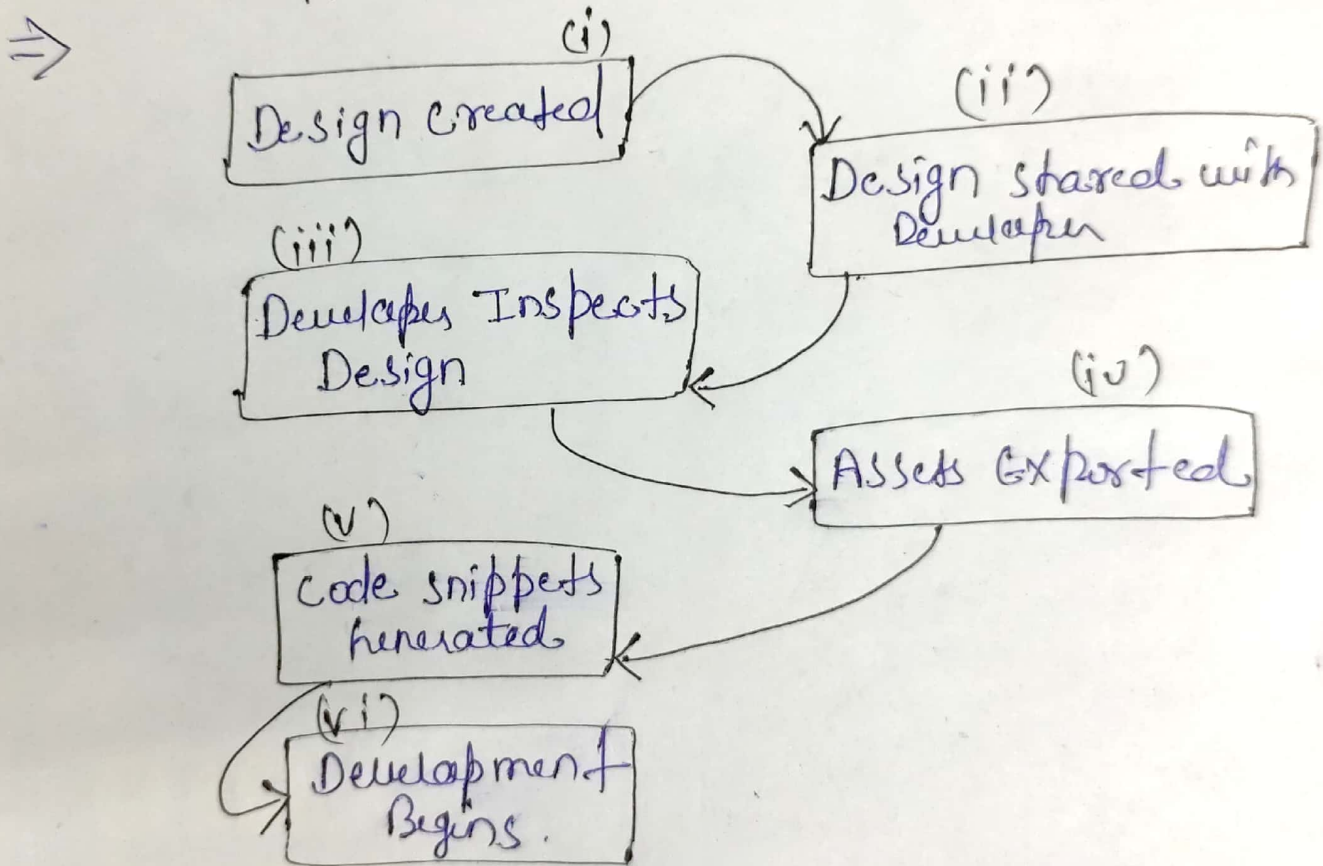 ⇒
(i)
Design created
(ii)
Design shared with
Developer
(iii)
Developer Inspects
Design
(iv)
Assets Exported
(v)
Code snippets
Generated
(vi)
Development
Begins.